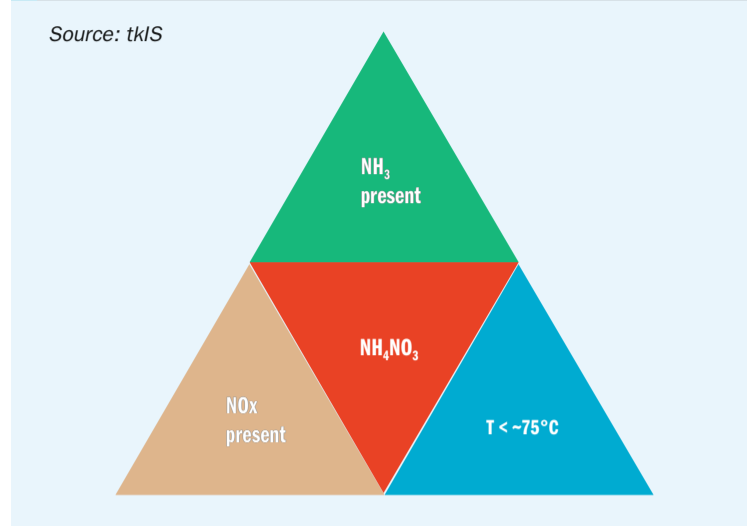 Source: tkIS
NH₃
present
NH₄NO₃
NOx
present
T < ~75°C